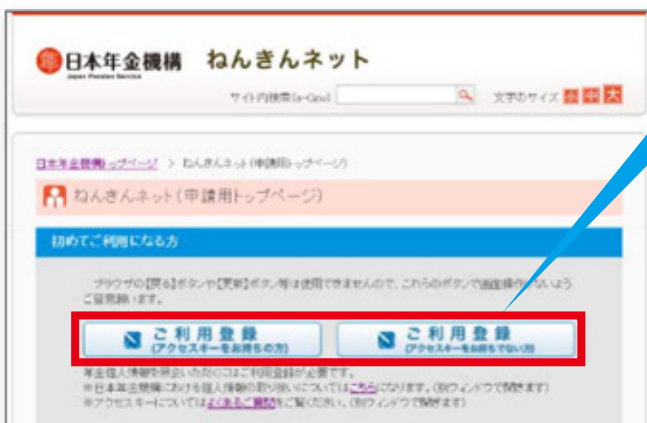 日本年金機構 ねんきんネット
Japan Pension Service
サイト内検索(e-Gov) 文字のサイズ 小 中 大
日本年金機構トップページ > ねんきんネット(申請用トップページ)
ねんきんネット(申請用トップページ)
初めてご利用になる方
ブラウザの【戻る】ボタンや【更新】ボタン等は使用できませんので、これらのボタンで画面操作 ないよう
ご留意願います。
ご利用登録 ご利用登録
(アクセスキーをお持ちの方) (アクセスキーをお持ちでない方)
年金個人情報を照会いただくにはご利用登録が必要です。
※日本年金機構における個人情報の取り扱いについてはこちらになります。(別ウィンドウで開きます)
※アクセスキーについてはよくあるご質問をご覧ください。(別ウィンドウで開きます)